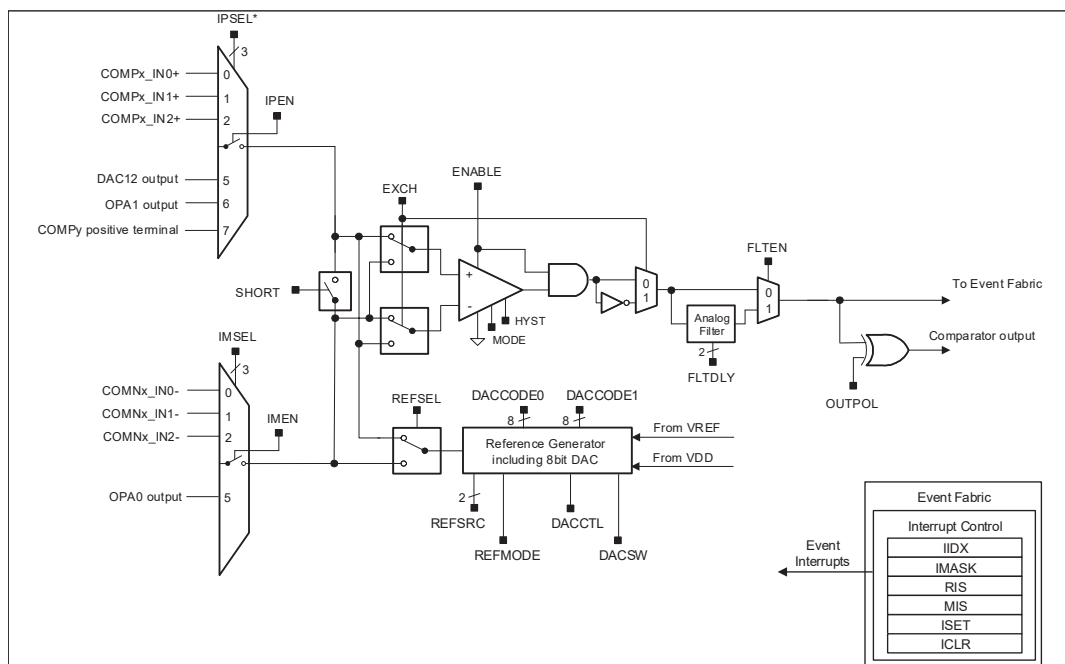 IPSEL*
3
COMPx_IN0+
0
COMPx_IN1+
1
COMPx_IN2+
2
IPEN
DAC12 output
5
OPA1 output
6
COMPy positive terminal
7
ENABLE
EXCH
+
-
HYST
MODE
SHORT
0
1
FLTEN
0
1
Analog
Filter
2
FLTDLY
To Event Fabric
Comparator output
OUTPOL
IMSEL
3
COMNx_IN0-
0
COMNx_IN1-
1
COMNx_IN2-
2
IMEN
OPA0 output
5
REFSEL
DACCODE0
DACCODE1
8
8
Reference Generator
including 8bit DAC
From VREF
From VDD
2
REFSRC
REFMODE
DACCTL
DACSW
Event
Interrupts
Event Fabric
Interrupt Control
IIDX
IMASK
RIS
MIS
ISET
ICLR